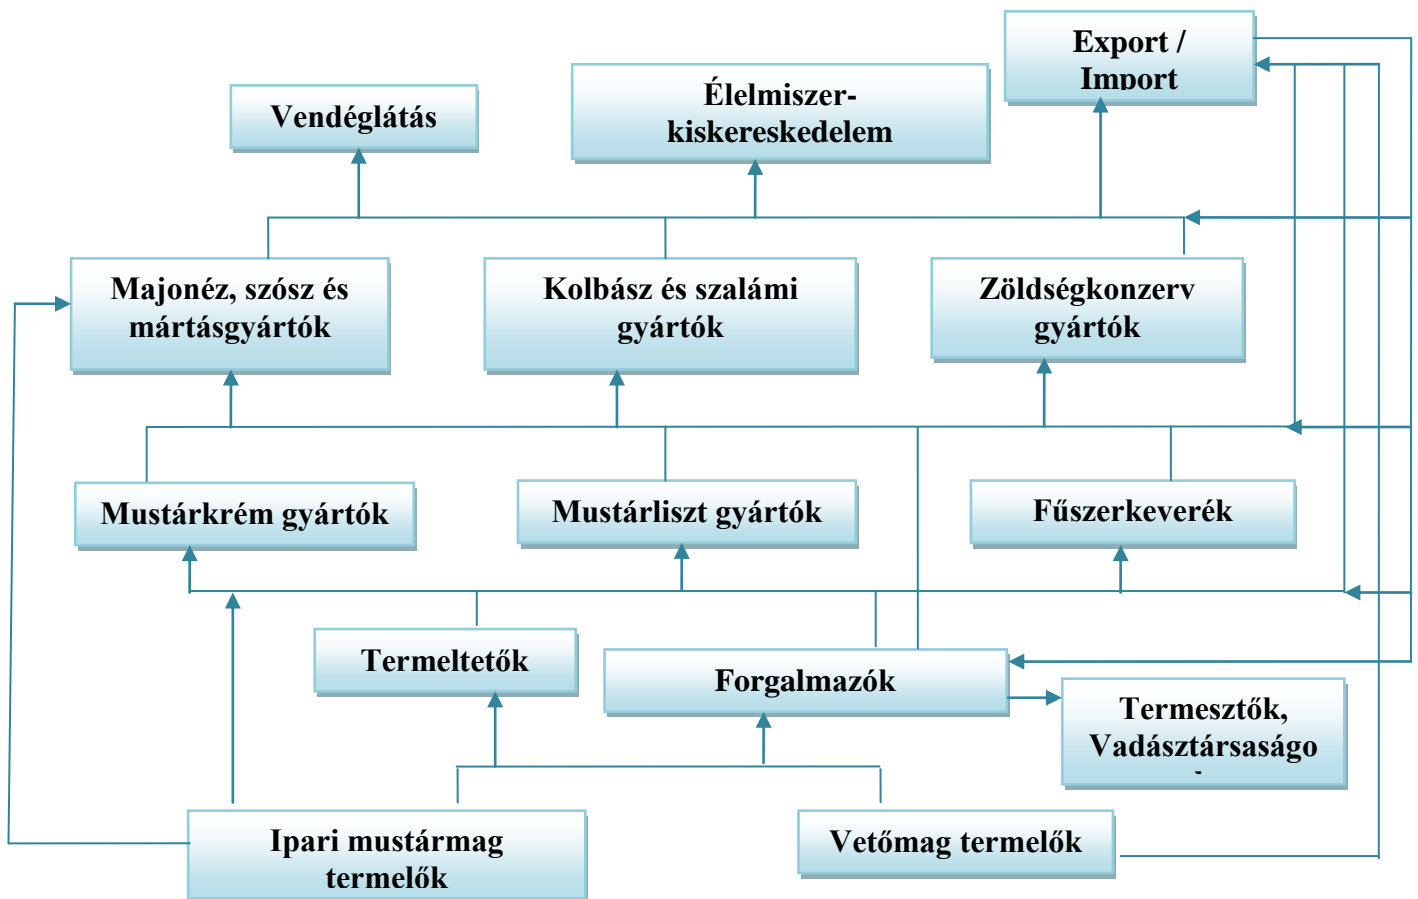 Export /
Import
Élelmiszer-
kiskereskedelem
Vendéglátás
Majonéz, szósz és
mártásgyártók
Kolbász és szalámi
gyártók
Zöldségkonzerv
gyártók
Mustárkrém gyártók
Mustárliszt gyártók
Fűszerkeverék
Termeltetők
Forgalmazók
Termesztők,
Vadásztársaságo
Ipari mustármag
termelők
Vetőmag termelők